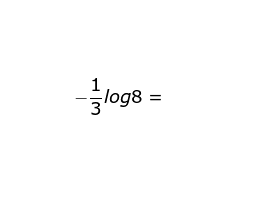 −1/3 log8 =